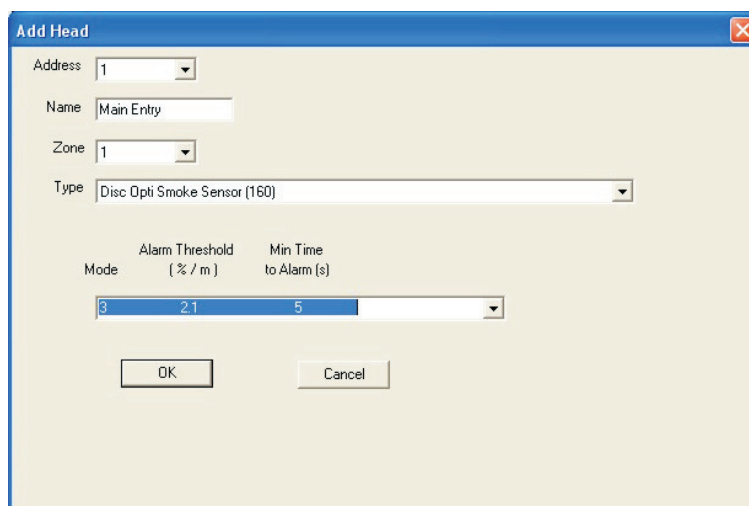 Add Head
Address 1
Name Main Entry
Zone 1
Type Disc Opti Smoke Sensor (160)
Alarm Threshold Min Time
Mode ( % / m ) to Alarm (s)
3 2.1 5
OK Cancel